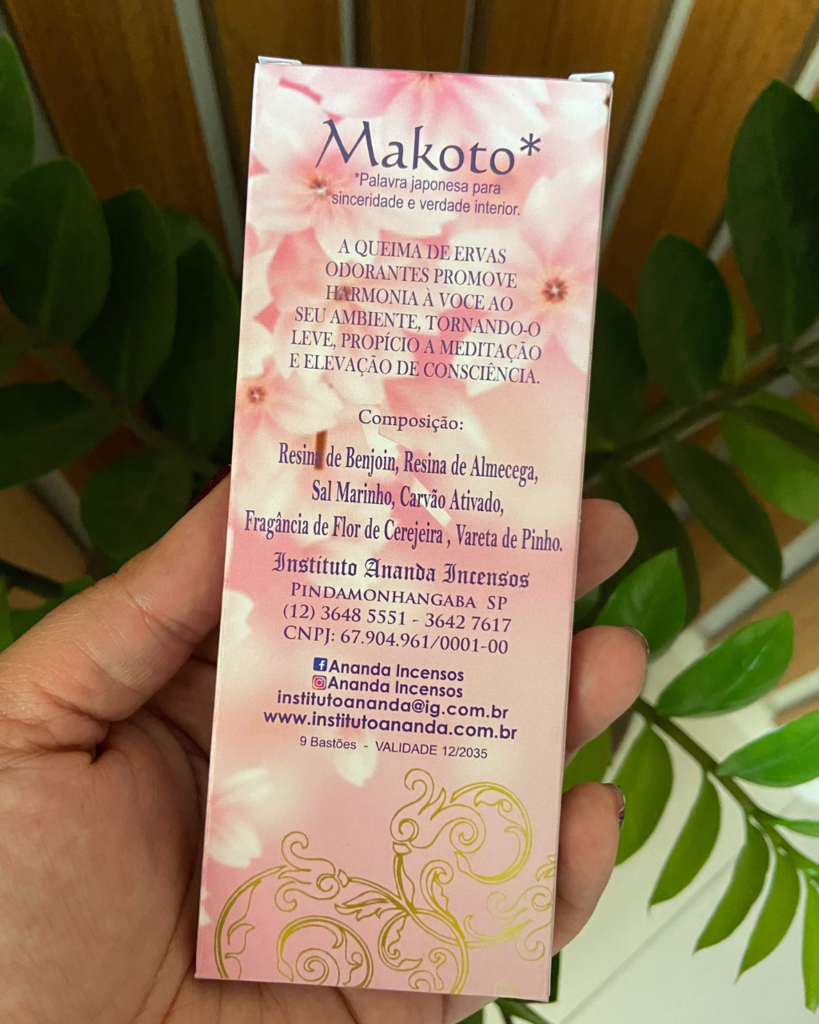 Makoto*
*Palavra japonesa para
sinceridade e verdade interior.
A QUEIMA DE ERVAS
ODORANTES PROMOVE
HARMONIA À VOCE AO
SEU AMBIENTE, TORNANDO-O
LEVE, PROPÍCIO A MEDITAÇÃO
E ELEVAÇÃO DE CONSCIÊNCIA.
Composição:
Resina de Benjoin, Resina de Almecega,
Sal Marinho, Carvão Ativado,
Fragância de Flor de Cerejeira , Vareta de Pinho.
Instituto Ananda Incensos
PINDAMONHANGABA SP
(12) 3648 5551 - 3642 7617
CNPJ: 67.904.961/0001-00
Ananda Incensos
Ananda Incensos
institutoananda@ig.com.br
www.institutoananda.com.br
9 Bastões - VALIDADE 12/2035